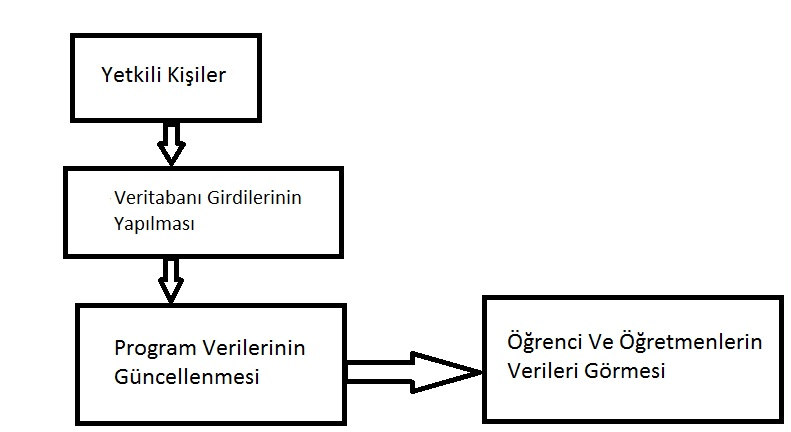 Yetkili Kişiler
Veritabanı Girdilerinin
Yapılması
Program Verilerinin
Güncellenmesi
Öğrenci Ve Öğretmenlerin
Verileri Görmesi